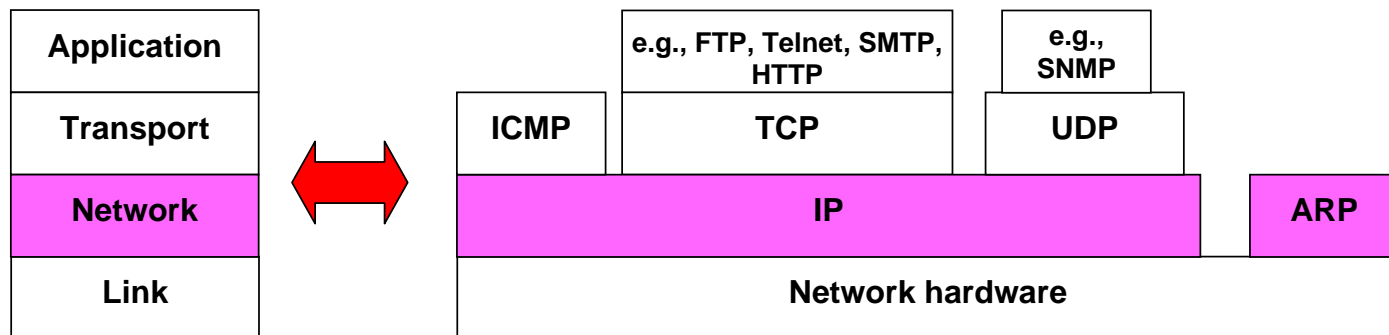 Application
Transport
Network
Link
e.g., FTP, Telnet, SMTP,
HTTP
e.g.,
SNMP
ICMP
TCP
UDP
IP
ARP
Network hardware